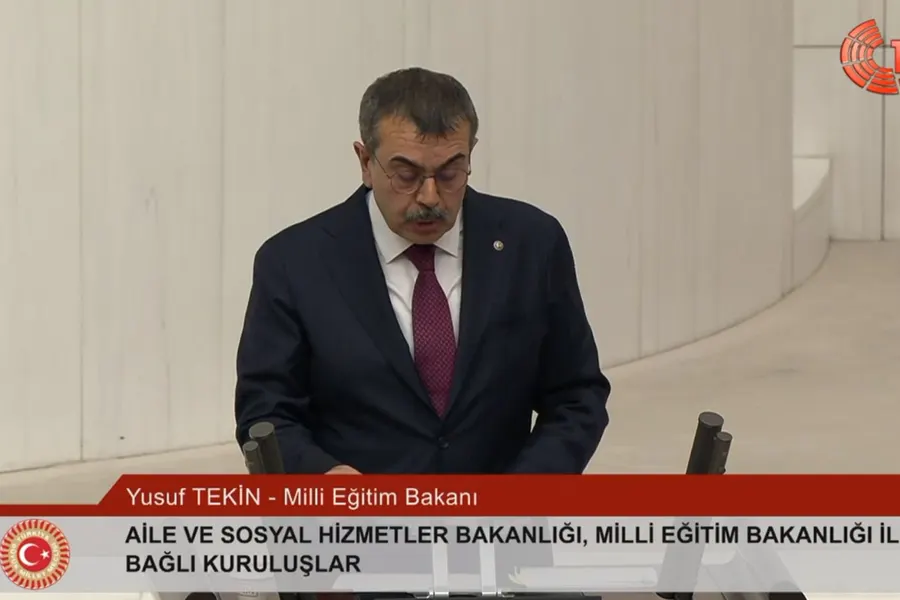 Yusuf TEKİN - Milli Eğitim Bakanı
AİLE VE SOSYAL HİZMETLER BAKANLIĞI, MİLLİ EĞİTİM BAKANLIĞI İL
BAĞLI KURULUŞLAR